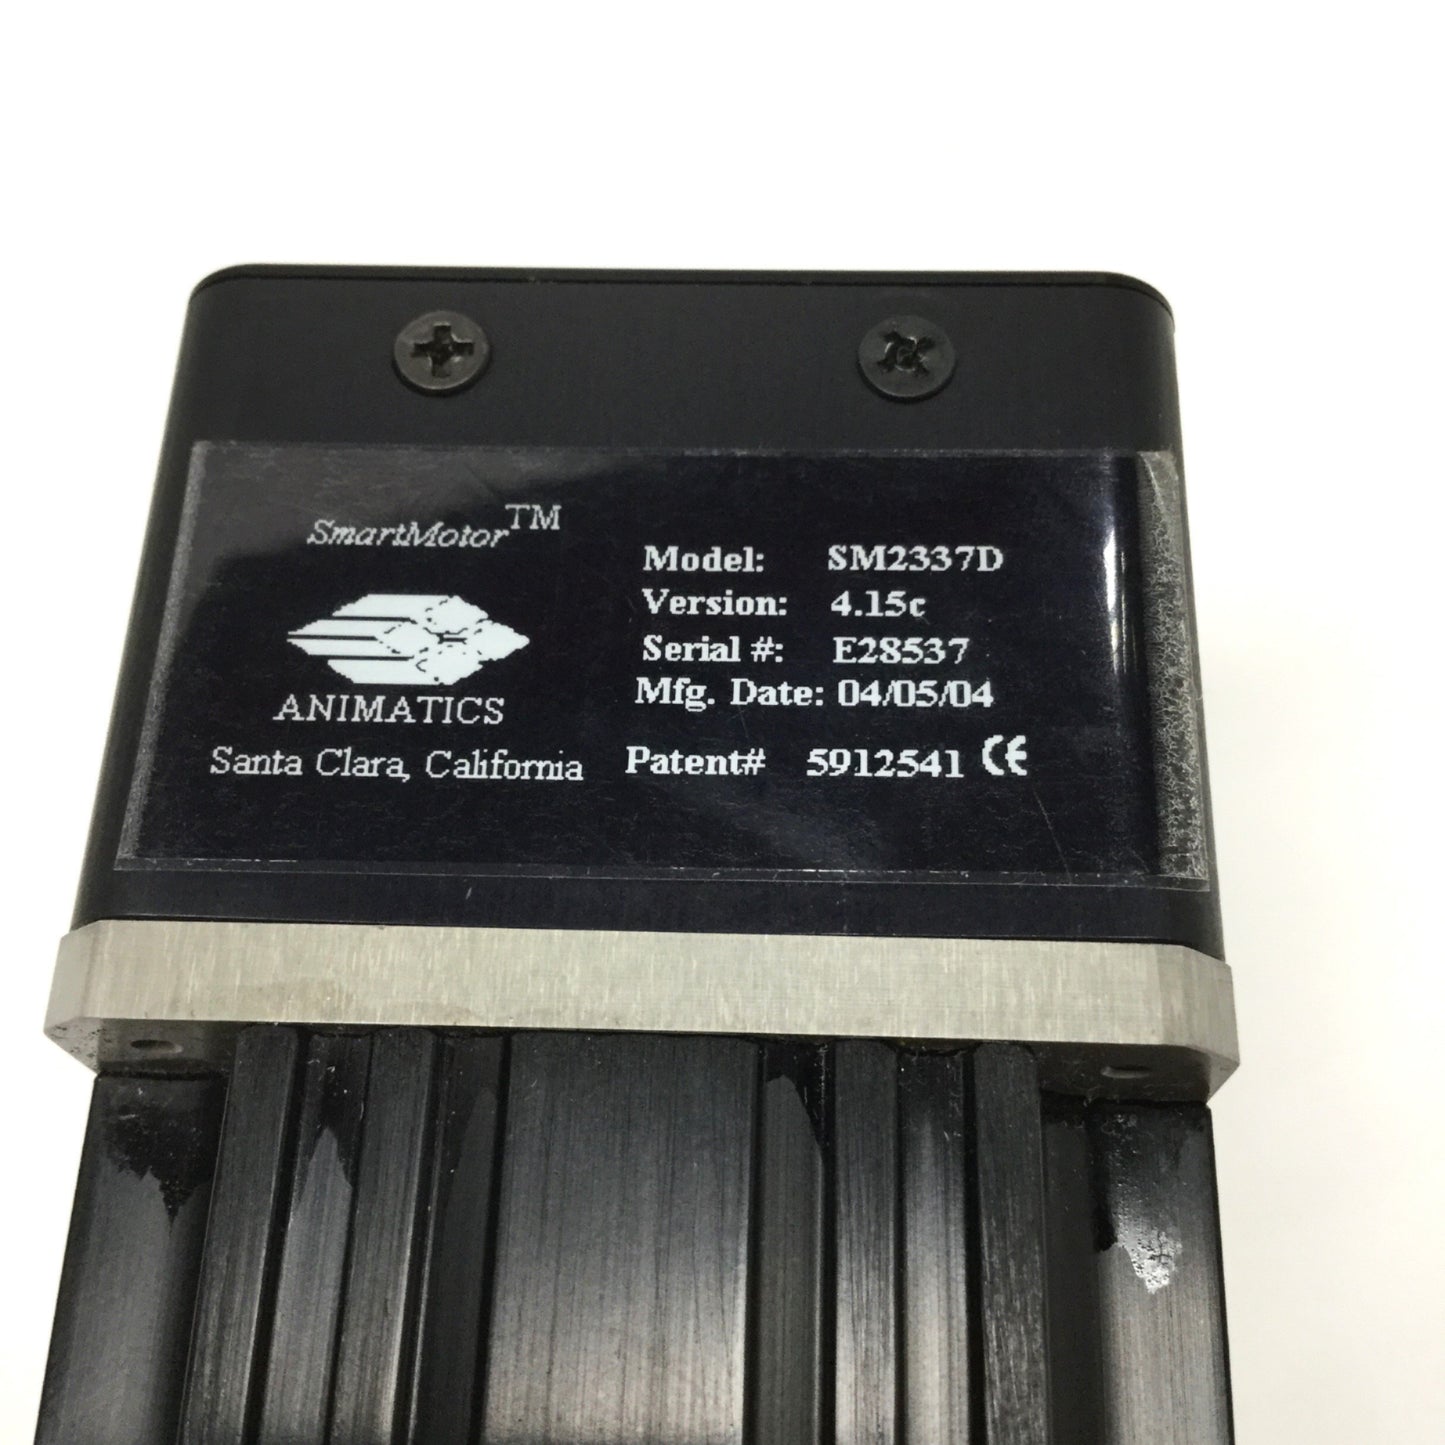 SmartMotor™
ANIMATICS
Santa Clara, California
Model: SM2337D
Version: 4.15c
Serial #: E28537
Mfg. Date: 04/05/04
Patent# 5912541 CE